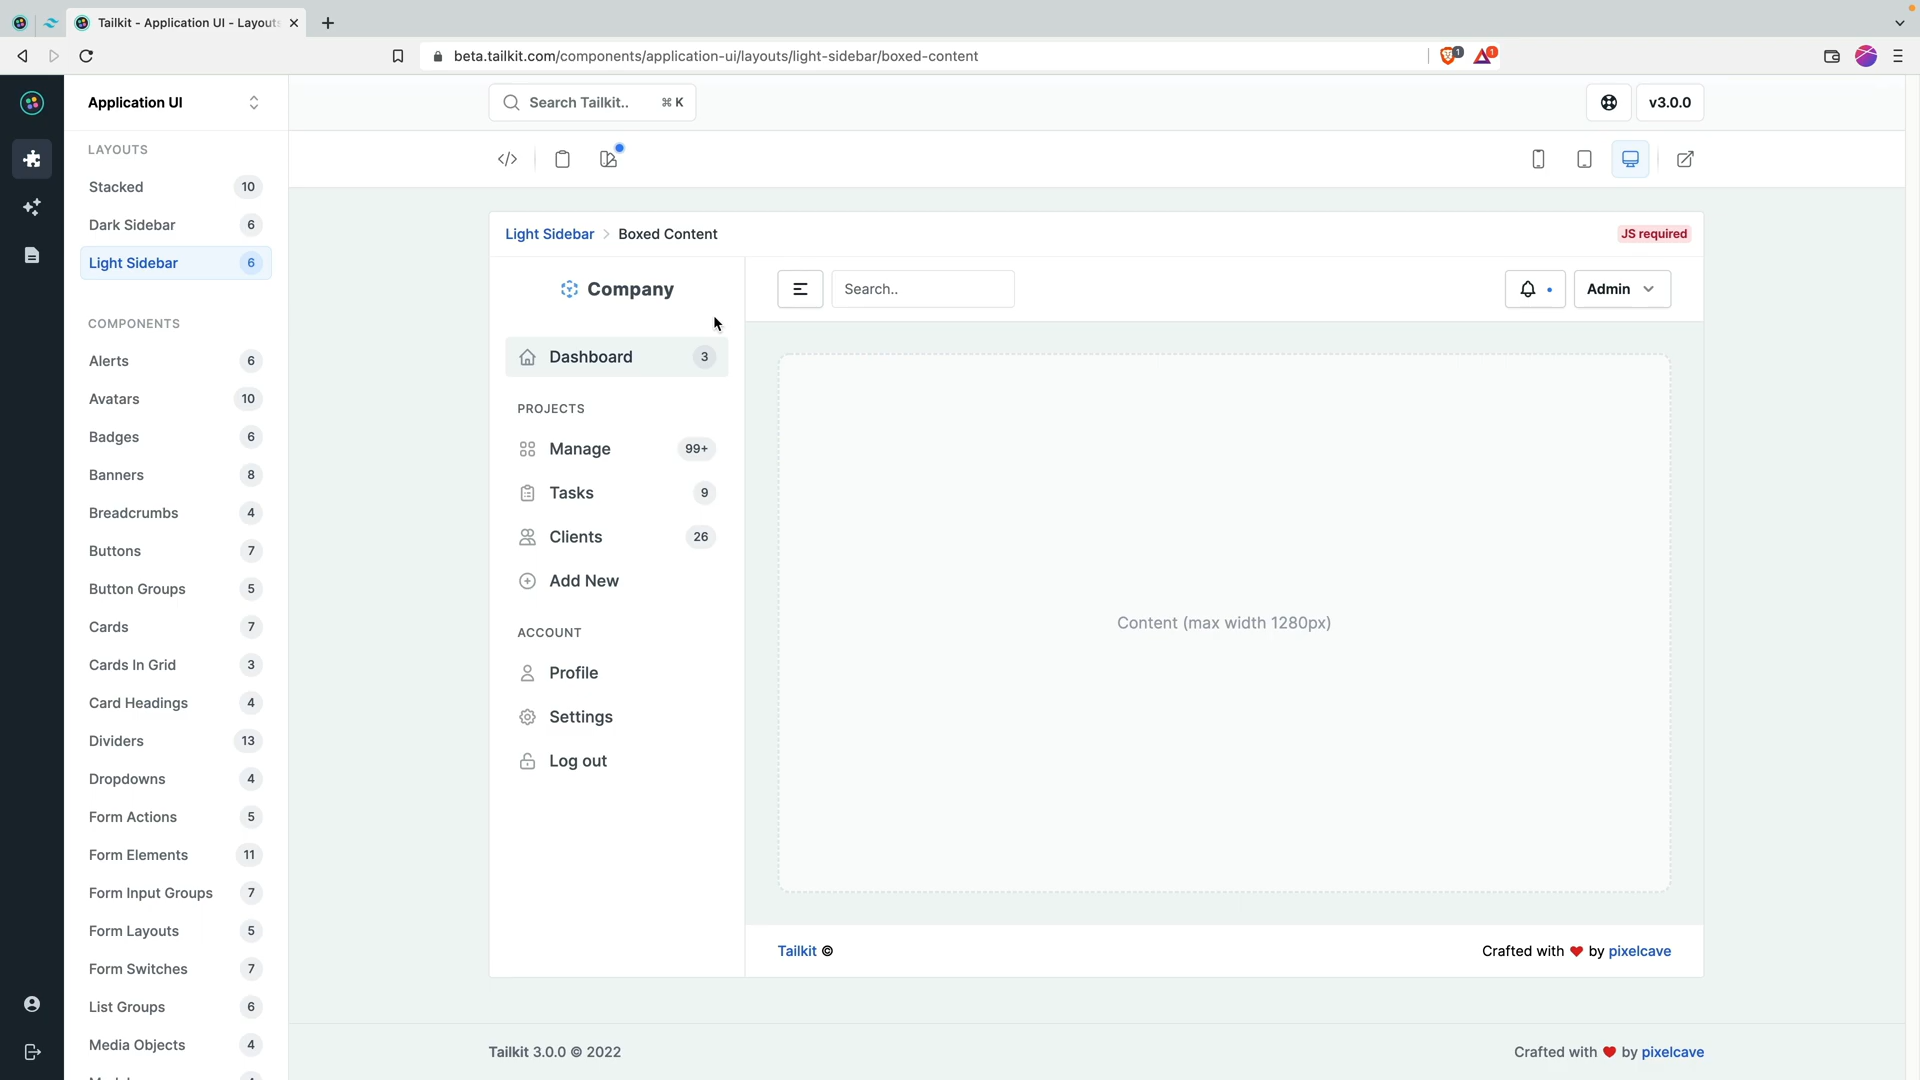 Tailkit - Application UI - Layouts
beta.tailkit.com/components/application-ui/layouts/light-sidebar/boxed-content
1
1
Application UI
Search Tailkit..
⌘ K
v3.0.0
LAYOUTS
Stacked 10
Dark Sidebar 6
Light Sidebar 6
COMPONENTS
Alerts 6
Avatars 10
Badges 6
Banners 8
Breadcrumbs 4
Buttons 7
Button Groups 5
Cards 7
Cards In Grid 3
Card Headings 4
Dividers 13
Dropdowns 4
Form Actions 5
Form Elements 11
Form Input Groups 7
Form Layouts 5
Form Switches 7
List Groups 6
Media Objects 4
Light Sidebar > Boxed Content
JS required
Company
Search..
Admin
Dashboard 3
PROJECTS
Manage 99+
Tasks 9
Clients 26
Add New
ACCOUNT
Profile
Settings
Log out
Content (max width 1280px)
Tailkit ©
Crafted with ♥ by pixelcave
Tailkit 3.0.0 © 2022
Crafted with ♥ by pixelcave